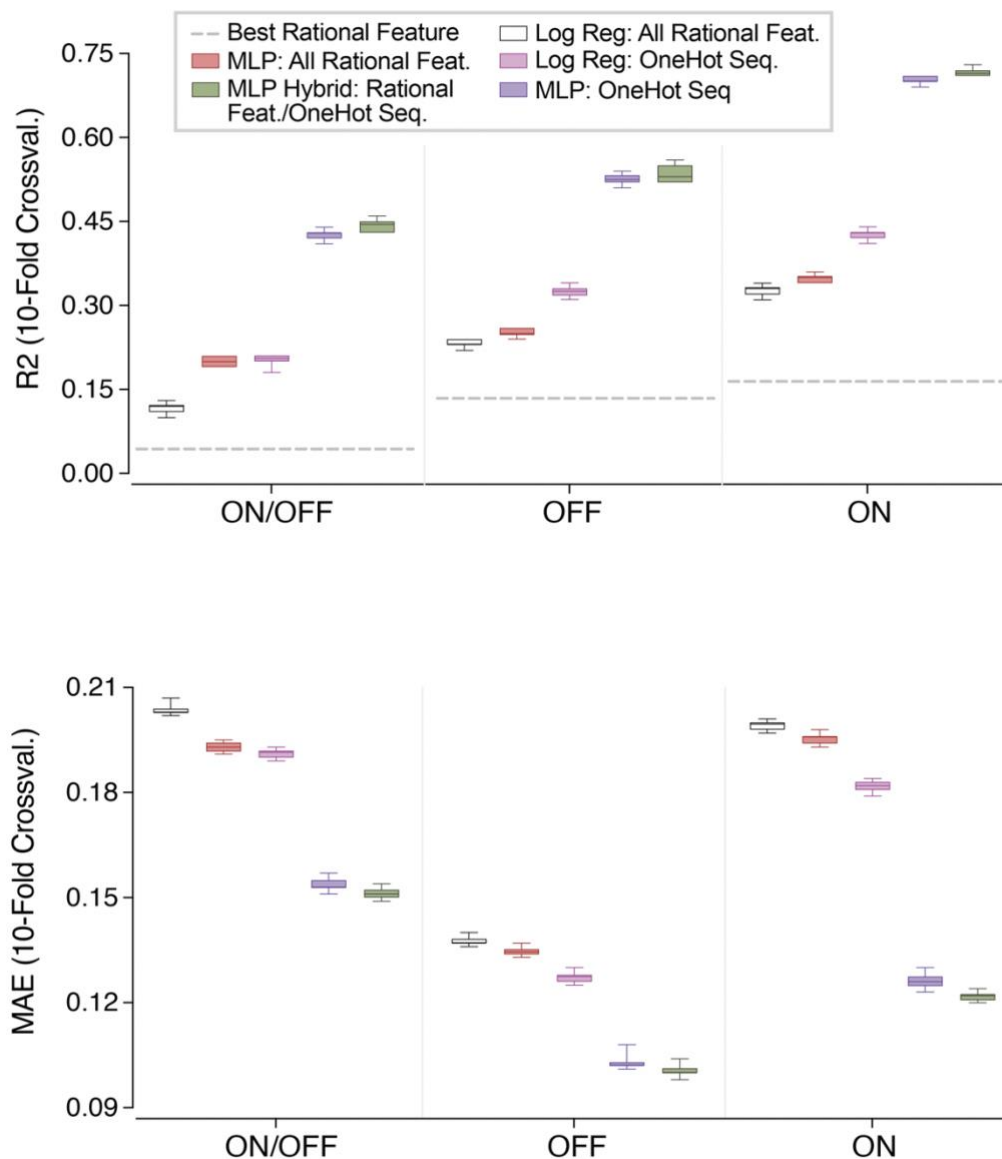 Best Rational Feature
Log Reg: All Rational Feat.
MLP: All Rational Feat.
Log Reg: OneHot Seq.
MLP Hybrid: Rational
Feat./OneHot Seq.
MLP: OneHot Seq
R2 (10-Fold Crossval.)
0.75
0.60
0.45
0.30
0.15
0.00
ON/OFF
OFF
ON
MAE (10-Fold Crossval.)
0.21
0.18
0.15
0.12
0.09
ON/OFF
OFF
ON